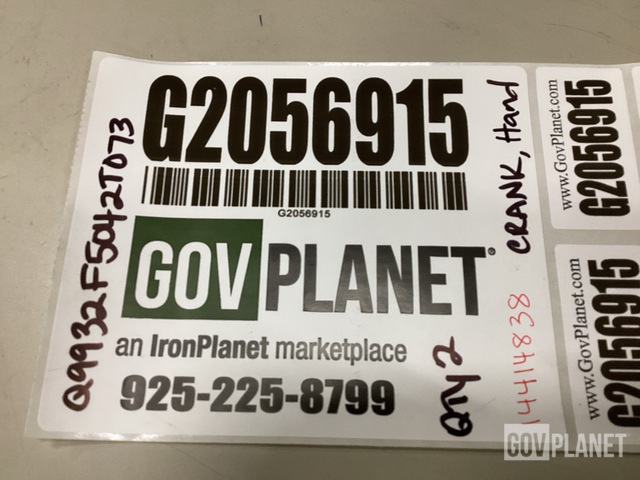 G2056915
G2056915
GOVPLANET®
an IronPlanet marketplace
925-225-8799
Q9932F5042TD73
CRANK, Hand
QTY 2
14414838
www.GovPlanet.com
G2056915
www.GovPlanet.com
G2056915
GOVPLANET